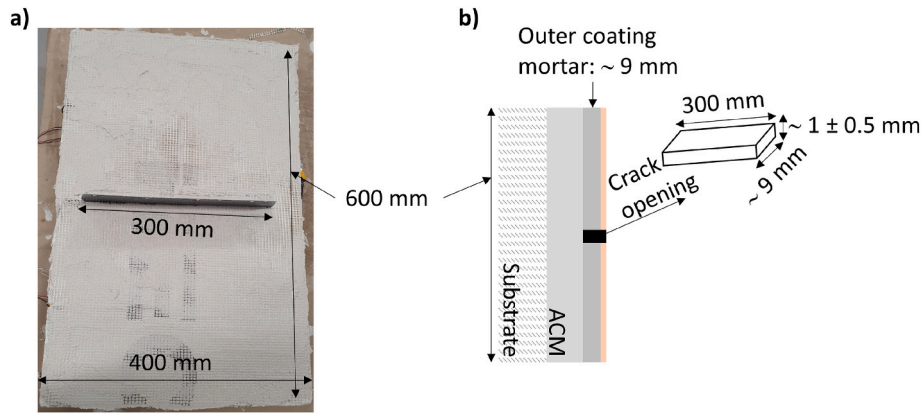 a)
b)
Outer coating
mortar: ~ 9 mm
300 mm
~ 1 ± 0.5 mm
~ 9 mm
Crack
opening
600 mm
300 mm
400 mm
Substrate
ACM